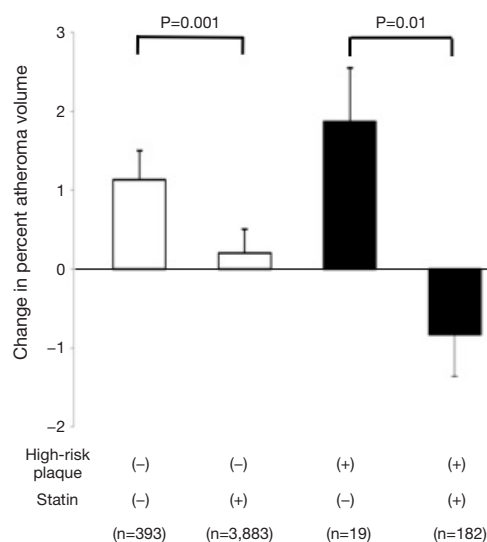 P=0.001 P=0.01
3
2
1
0
−1
−2
Change in percent atheroma volume
High-risk
plaque (–) (–) (+) (+)
Statin (–) (+) (–) (+)
(n=393) (n=3,883) (n=19) (n=182)